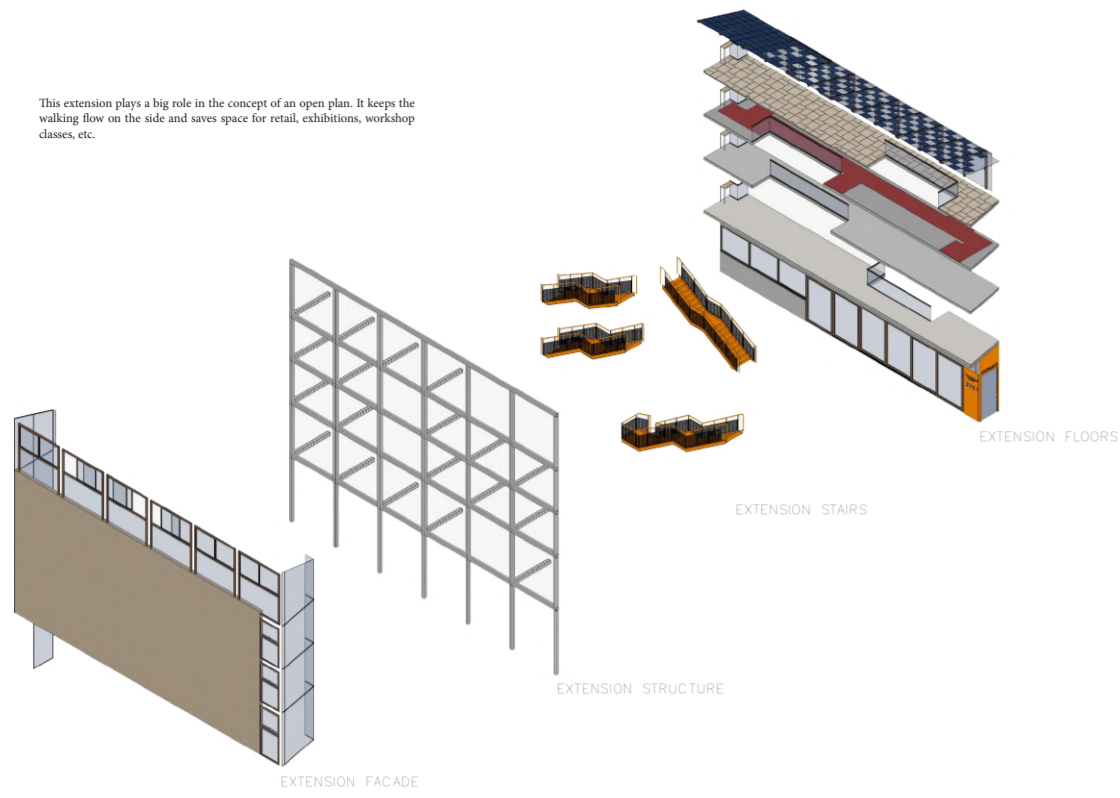 This extension plays a big role in the concept of an open plan. It keeps the
walking flow on the side and saves space for retail, exhibitions, workshop
classes, etc.
EXTENSION FLOORS
EXTENSION STAIRS
EXTENSION STRUCTURE
EXTENSION FACADE